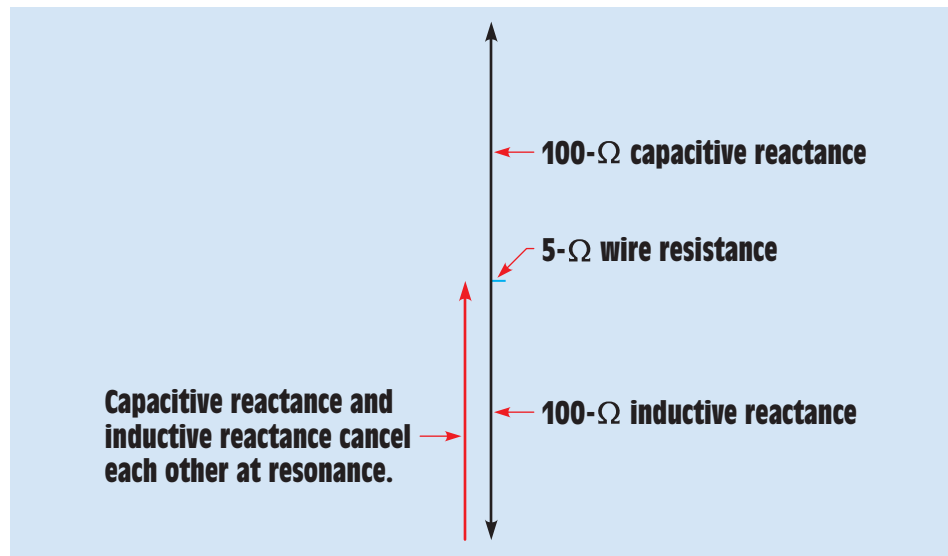 100-Ω capacitive reactance
5-Ω wire resistance
Capacitive reactance and
inductive reactance cancel
each other at resonance.
100-Ω inductive reactance